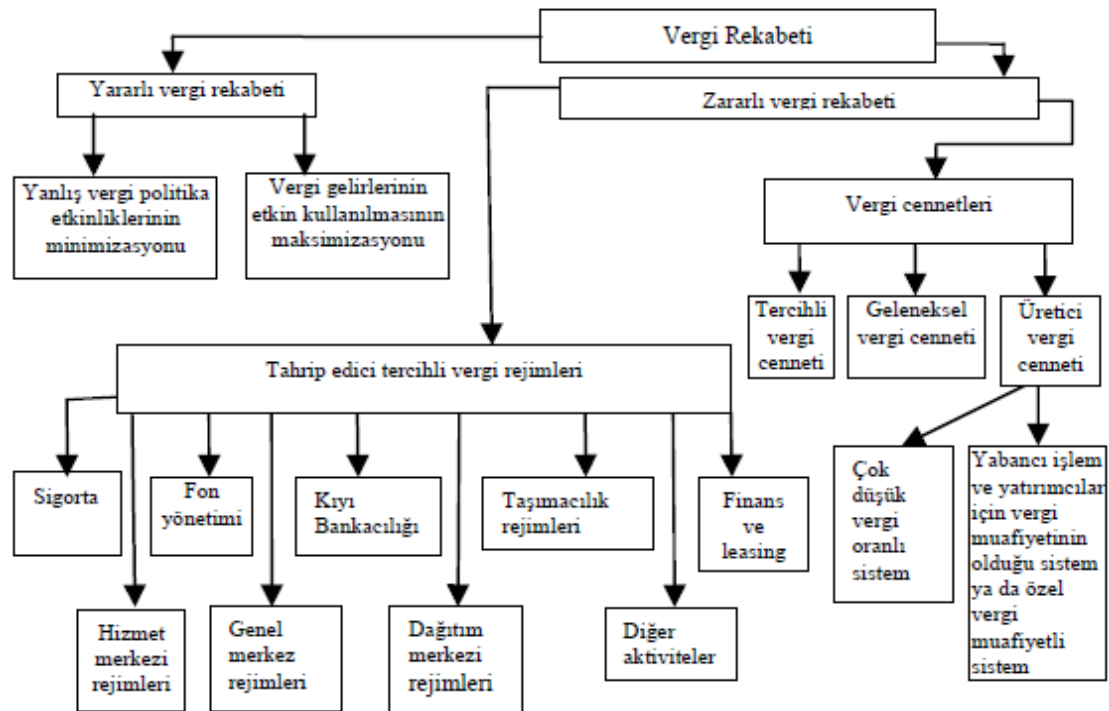 Vergi Rekabeti
Yararlı vergi rekabeti
Zararlı vergi rekabeti
Yanlış vergi politika
etkinliklerinin
minimizasyonu
Vergi gelirlerinin
etkin kullanılmasının
maksimizasyonu
Vergi cennetleri
Tercihli
vergi
cenneti
Geleneksel
vergi cenneti
Üretici
vergi
cenneti
Tahrip edici tercihli vergi rejimleri
Sigorta
Fon
yönetimi
Kıyı
Bankacılığı
Taşımacılık
rejimleri
Finans
ve
leasing
Çok
düşük
vergi
oranlı
sistem
Yabancı işlem
ve yatırımcılar
için vergi
muafiyetinin
olduğu sistem
ya da özel
vergi
muafiyetli
sistem
Hizmet
merkezi
rejimleri
Genel
merkez
rejimleri
Dağıtım
merkezi
rejimleri
Diğer
aktiviteler